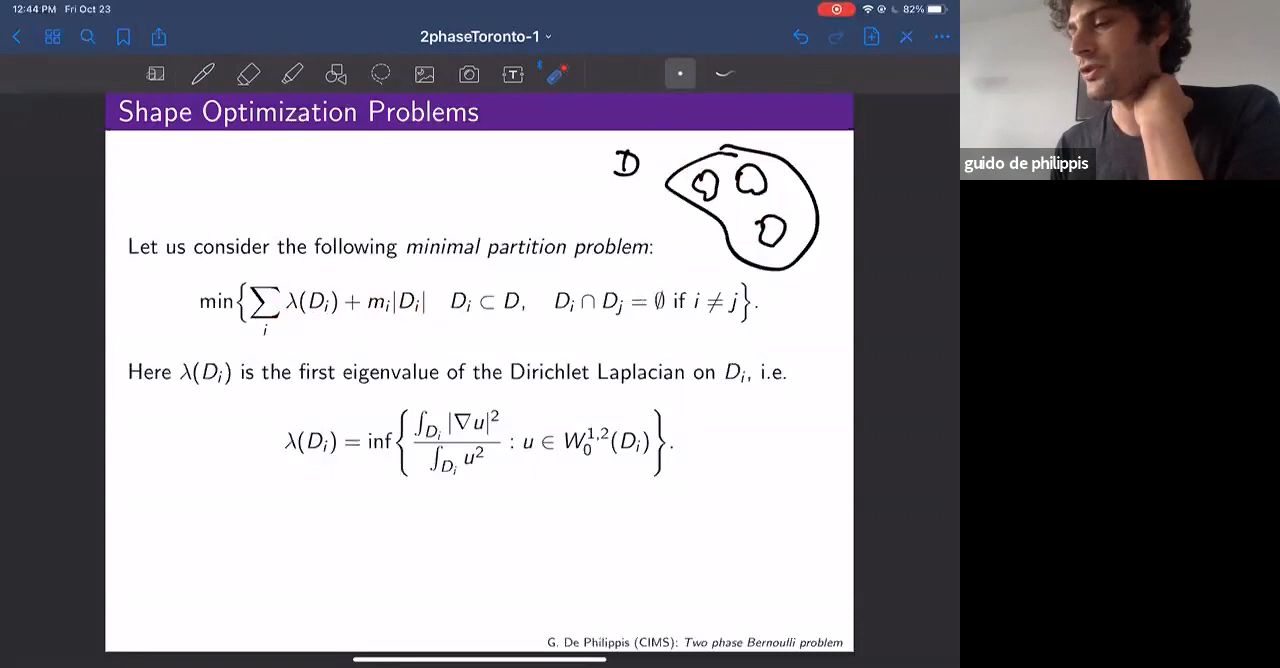 12:44 PM Fri Oct 23
82%
2phaseToronto-1
T
Shape Optimization Problems
D
guido de philippis
Let us consider the following minimal partition problem:
min{∑_i λ(D_i) + m_i|D_i| D_i ⊂ D, D_i ∩ D_j = ∅ if i ≠ j}.
Here λ(D_i) is the first eigenvalue of the Dirichlet Laplacian on D_i, i.e.
λ(D_i) = inf{ ∫_{D_i} |∇u|² / ∫_{D_i} u² : u ∈ W_0^{1,2}(D_i) }.
G. De Philippis (CIMS): Two phase Bernoulli problem